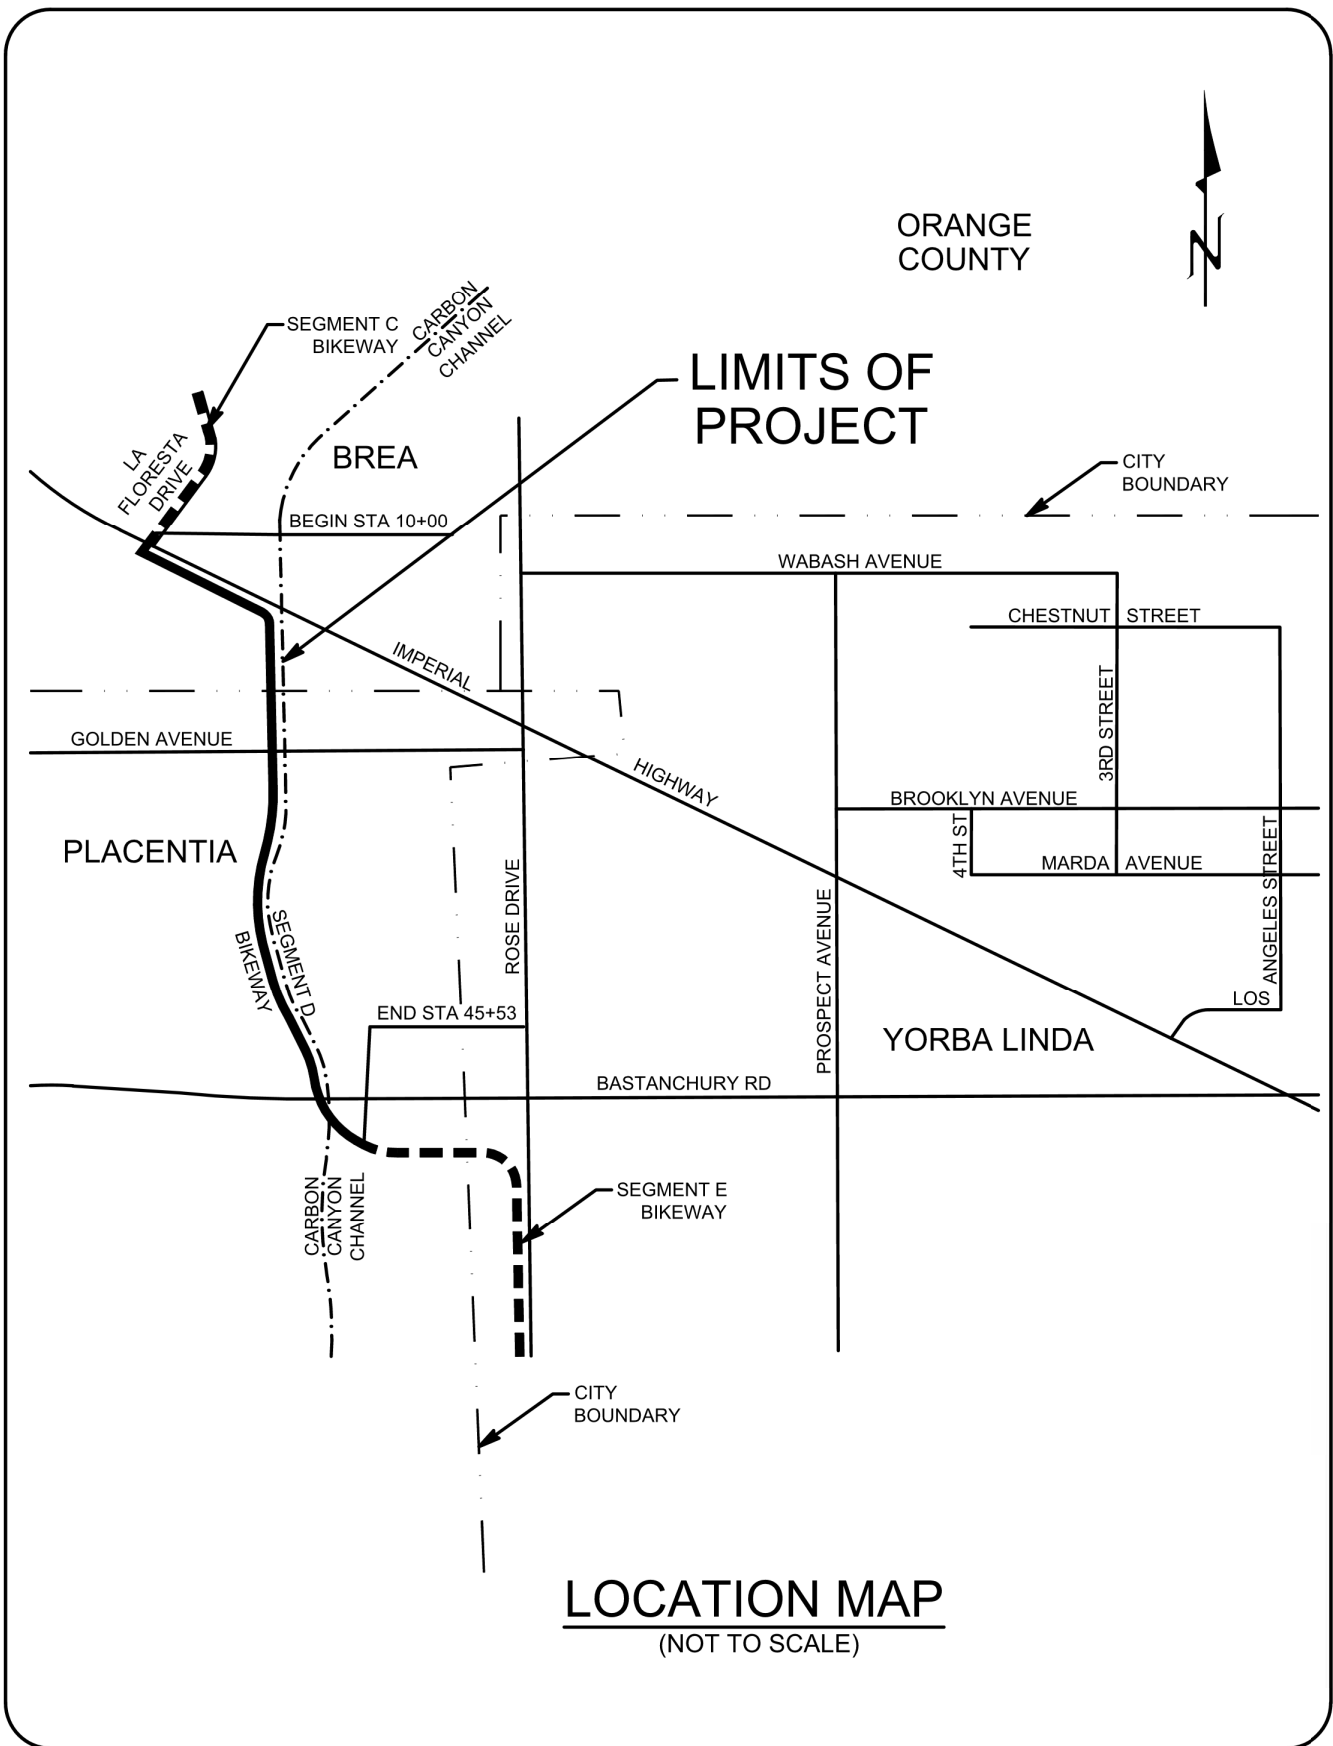 N
ORANGE
COUNTY
SEGMENT C
BIKEWAY
CARBON
CANYON
CHANNEL
LIMITS OF
PROJECT
LA
FLORESTA
DRIVE
BREA
CITY
BOUNDARY
BEGIN STA 10+00
WABASH AVENUE
CHESTNUT STREET
IMPERIAL
HIGHWAY
3RD STREET
GOLDEN AVENUE
BROOKLYN AVENUE
4TH ST
MARDA AVENUE
PLACENTIA
ROSE DRIVE
PROSPECT AVENUE
LOS
ANGELES STREET
SEGMENT D
BIKEWAY
END STA 45+53
YORBA LINDA
BASTANCHURY RD
CARBON
CANYON
CHANNEL
SEGMENT E
BIKEWAY
CITY
BOUNDARY
LOCATION MAP
(NOT TO SCALE)